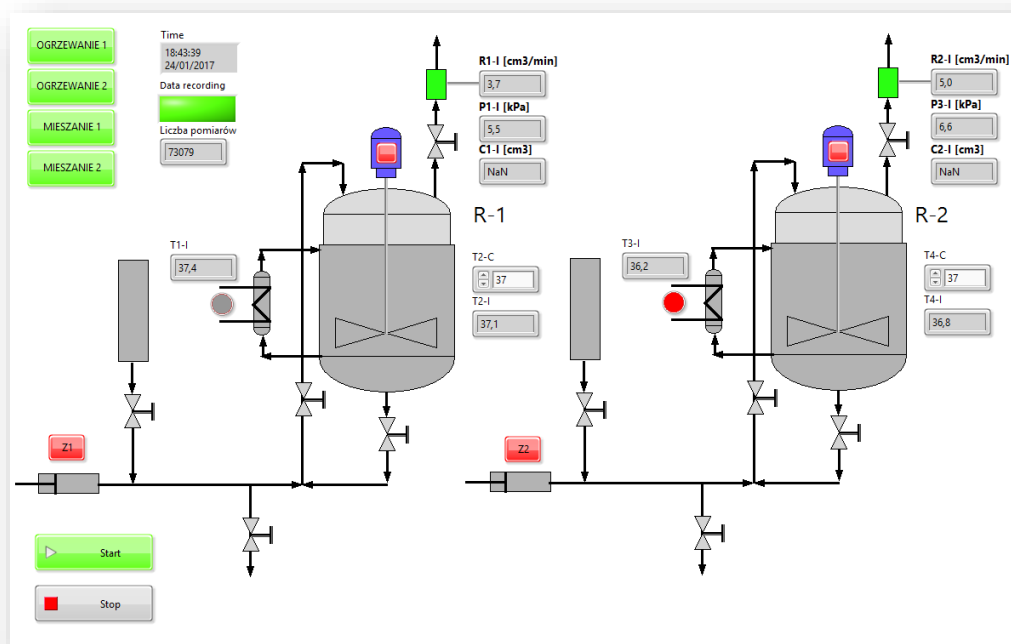 OGRZEWANIE 1
OGRZEWANIE 2
MIESZANIE 1
MIESZANIE 2
Time
18:43:39
24/01/2017
Data recording
Liczba pomiarów
73079
R1-I [cm3/min]
3,7
P1-I [kPa]
5,5
C1-I [cm3]
NaN
R-1
T1-I
37,4
T2-C
37
T2-I
37,1
R2-I [cm3/min]
5,0
P3-I [kPa]
6,6
C2-I [cm3]
NaN
R-2
T3-I
36,2
T4-C
37
T4-I
36,8
Z1
Z2
Start
Stop